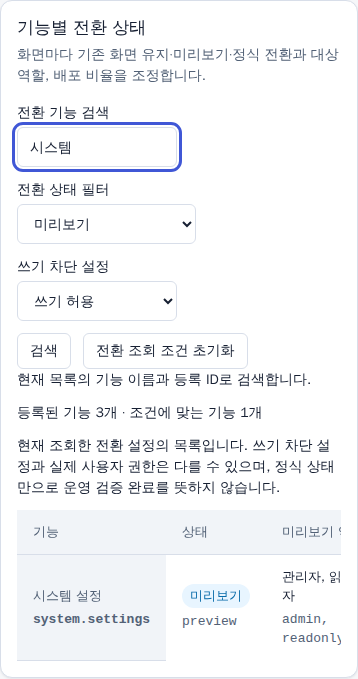 기능별 전환 상태
화면마다 기존 화면 유지·미리보기·정식 전환과 대상
역할, 배포 비율을 조정합니다.
전환 기능 검색
시스템
전환 상태 필터
미리보기
쓰기 차단 설정
쓰기 허용
검색 전환 조회 조건 초기화
현재 목록의 기능 이름과 등록 ID로 검색합니다.
등록된 기능 3개 · 조건에 맞는 기능 1개
현재 조회한 전환 설정의 목록입니다. 쓰기 차단 설
정과 실제 사용자 권한은 다를 수 있으며, 정식 상태
만으로 운영 검증 완료를 뜻하지 않습니다.
기능 상태 미리보기
시스템 설정 미리보기 관리자, 읽
자
system.settings preview admin,
readonly